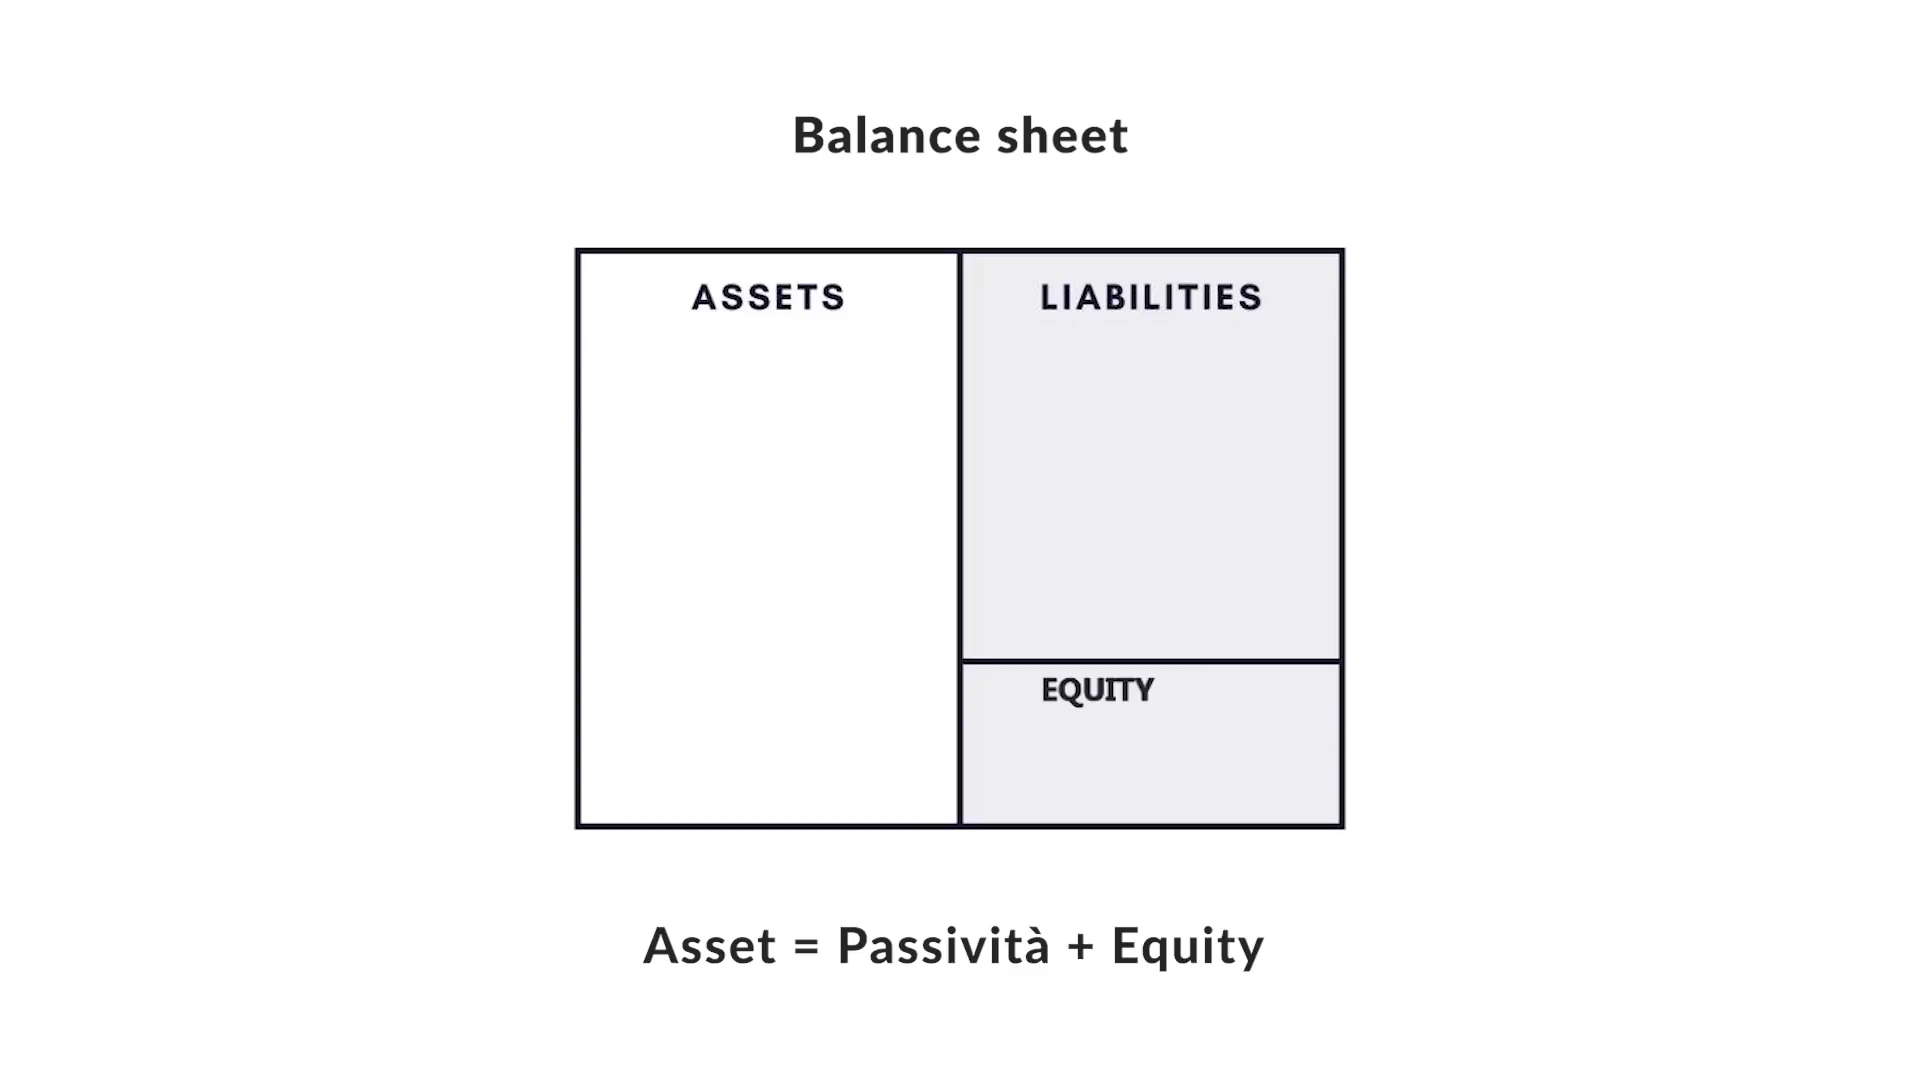 Balance sheet
ASSETS
LIABILITIES
EQUITY
Asset = Passività + Equity